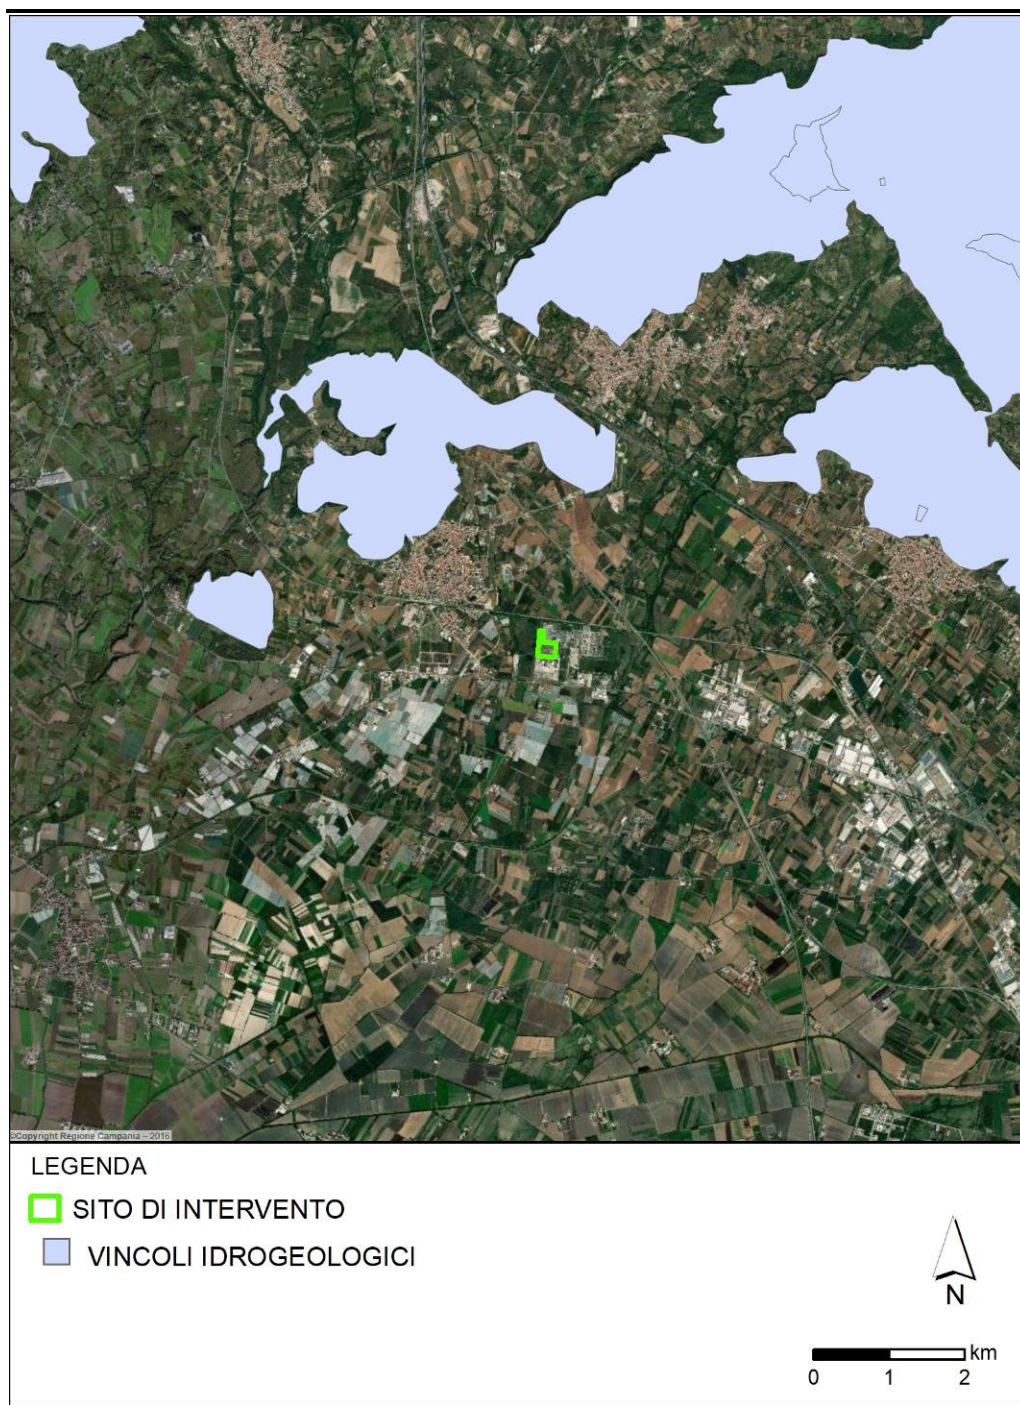 ©Copyright Regione Campania – 2016
LEGENDA
SITO DI INTERVENTO
VINCOLI IDROGEOLOGICI
N
km
0 1 2